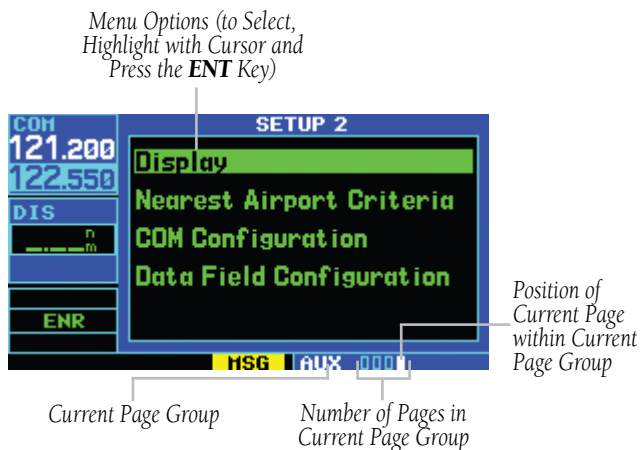 Menu Options (to Select,
Highlight with Cursor and
Press the ENT Key)
COM
121.200
122.550
DIS
__.__nm
ENR
SETUP 2
Display
Nearest Airport Criteria
COM Configuration
Data Field Configuration
MSG AUX
Position of
Current Page
within Current
Page Group
Current Page Group
Number of Pages in
Current Page Group